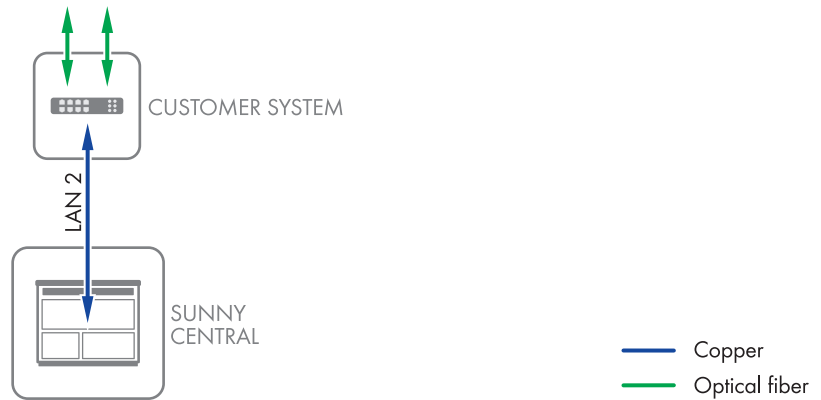 CUSTOMER SYSTEM
LAN 2
SUNNY
CENTRAL
Copper
Optical fiber